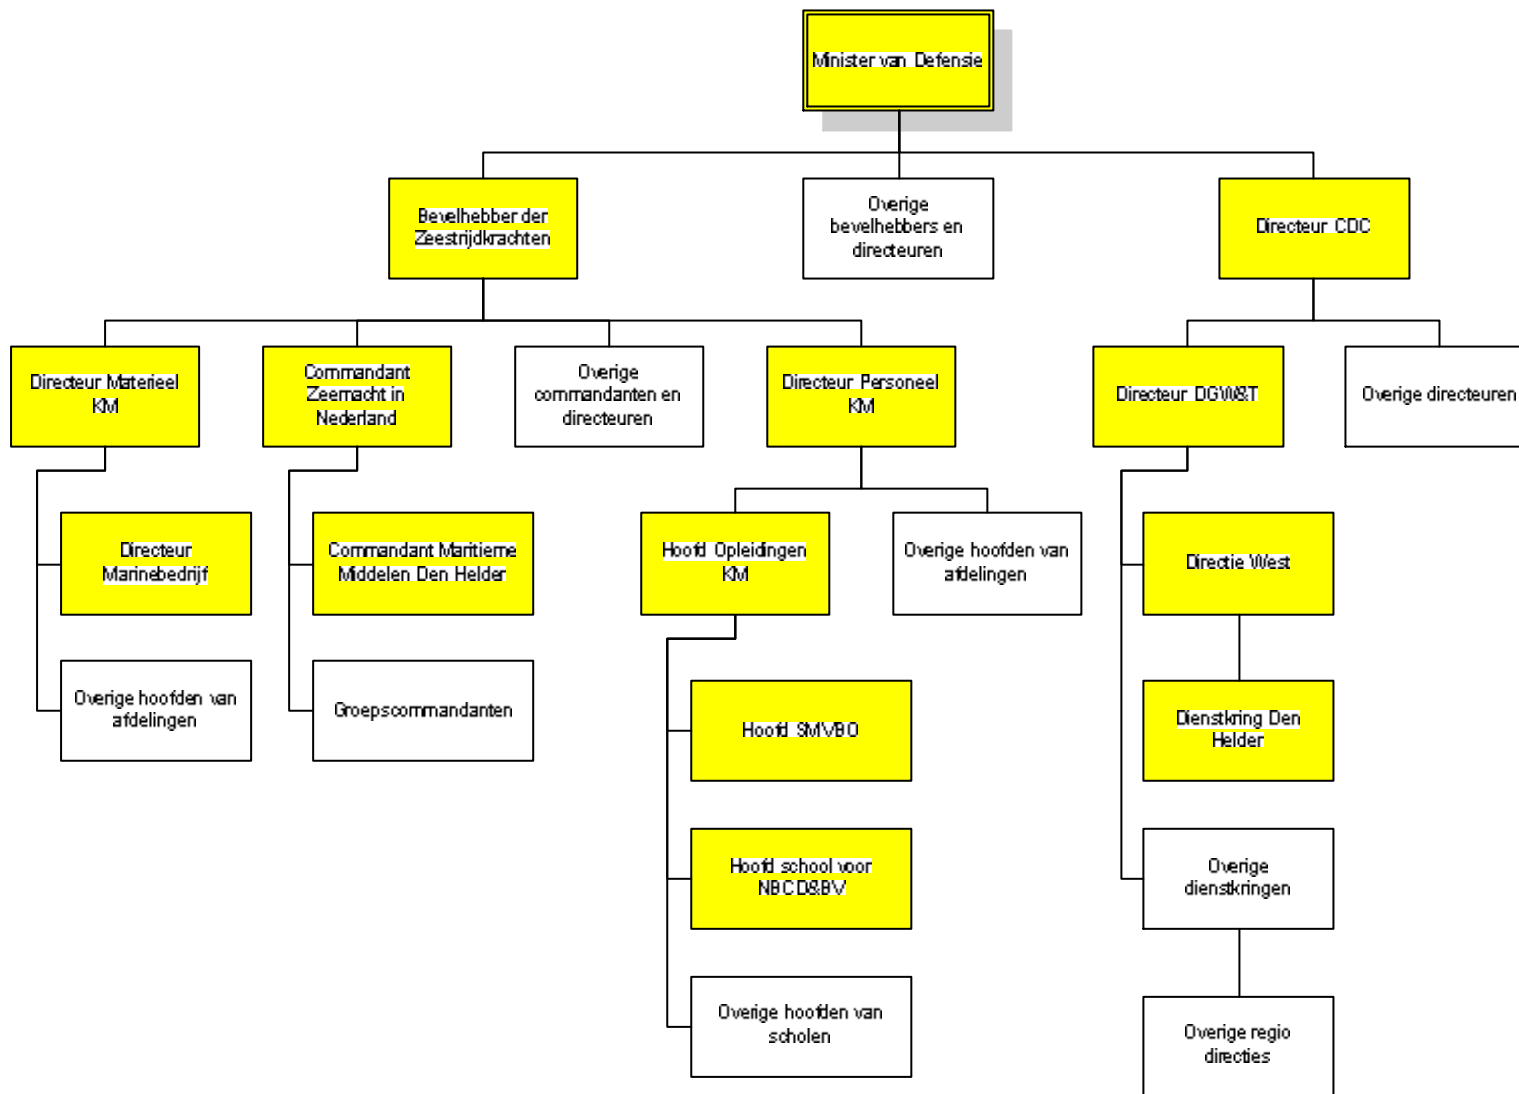 Minister van Defensie
Bevelhebber der
Zeestrijdkrachten
Overige
bevelhebbers en
directeuren
Directeur CDC
Directeur Materieel
KM
Commandant
Zeemacht in
Nederland
Overige
commandanten en
directeuren
Directeur Personeel
KM
Directeur DGW&T
Overige directeuren
Directeur
Marinebedrijf
Commandant Maritieme
Middelen Den Helder
Hoofd Opleidingen
KM
Overige hoofden van
afdelingen
Directie West
Overige hoofden van
afdelingen
Groepscommandanten
Hoofd SMVBO
Dienstkring Den
Helder
Hoofd school voor
NBCD&BV
Overige
dienstkringen
Overige hoofden van
scholen
Overige regio
directies